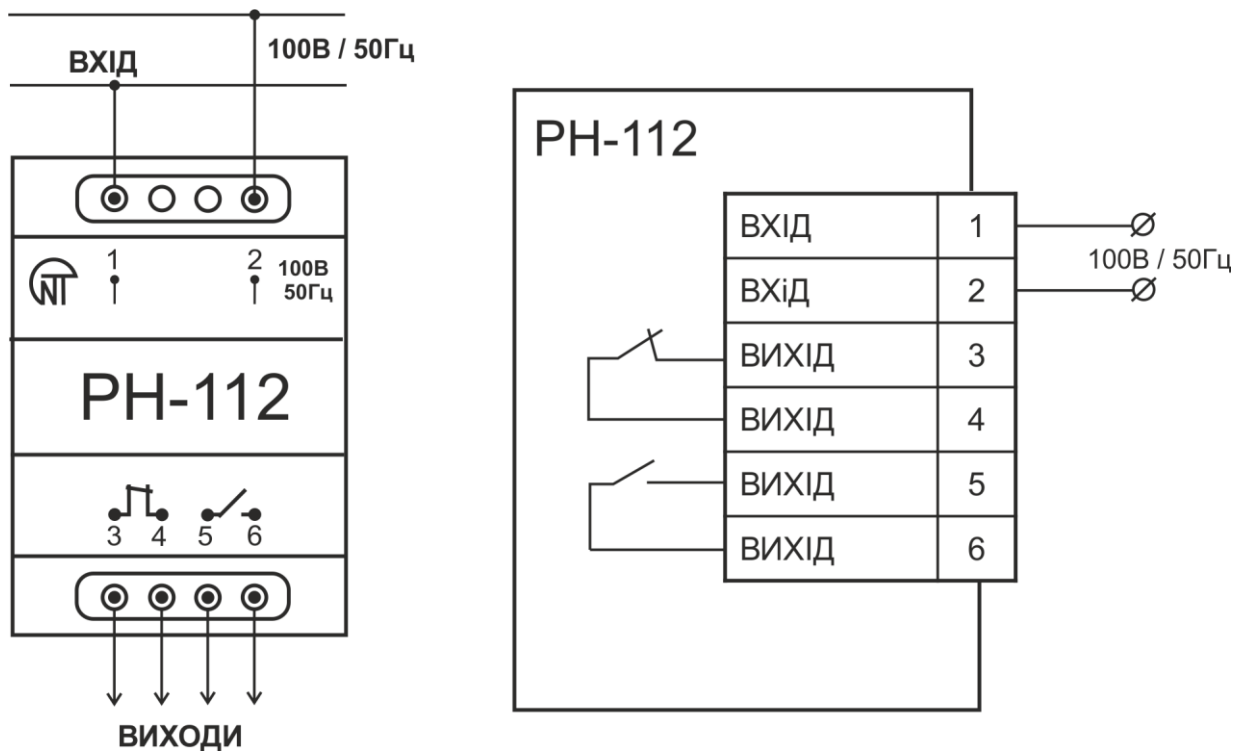 100В / 50Гц
ВХІД
1
2
100В
50Гц
NT
РН-112
3 4 5 6
ВИХОДИ
РН-112
ВХІД 1
100В / 50Гц
ВХіД 2
ВИХІД 3
ВИХІД 4
ВИХІД 5
ВИХІД 6